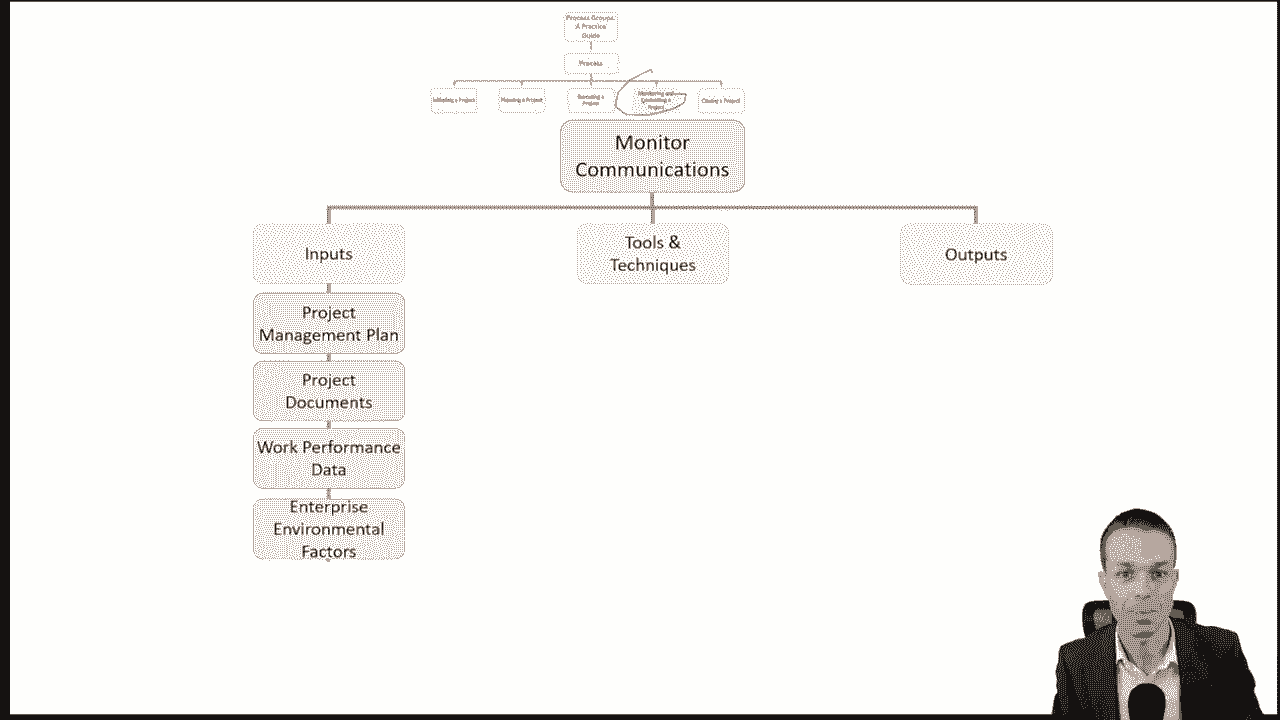 Process Groups:
A Practice
Guide
Process
Initiating a Project
Planning a Project
Executing a
Project
Monitoring and
Controlling a
Project
Closing a Project
Monitor
Communications
Inputs
Tools &
Techniques
Outputs
Project
Management Plan
Project
Documents
Work Performance
Data
Enterprise
Environmental
Factors